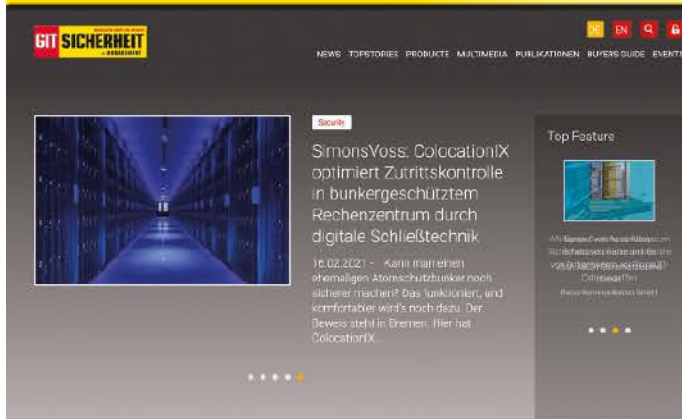 GIT SICHERHEIT
+ MANAGEMENT
DE EN
NEWS TOPSTORIES PRODUCTE MULTIMEDIA PUBLIKATIONEN BUYERS GUIDE EVENTS
Security
SimonsVoss: ColocationIX
optimiert Zutrittskontrolle
in bunkergeschütztem
Rechenzentrum durch
digitale Schließtechnik
16.02.2021 - Kann man einen
ehemaligen Atomschutzbunker noch
sicherer machen? Das funktioniert, und
komfortabler wird's noch dazu. Der
Beweis steht in Bremen. Hier hat
ColocationIX...
Top Feature